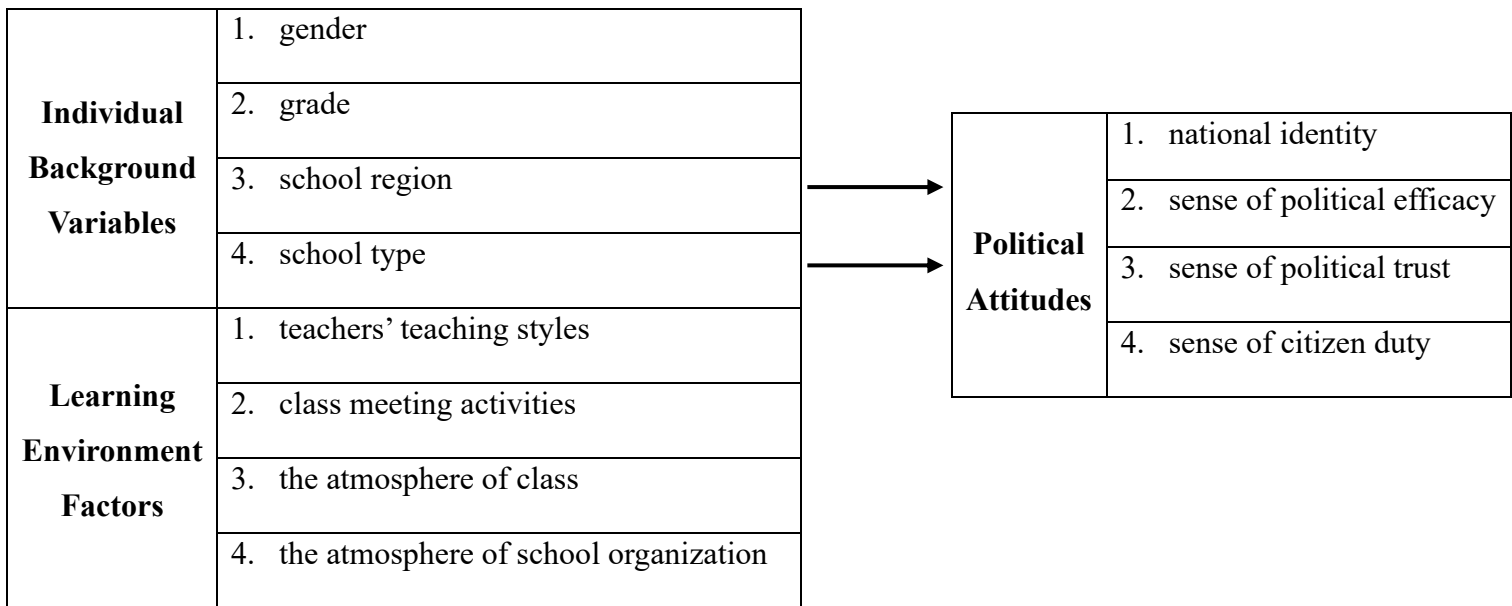 Individual
Background
Variables
1. gender
2. grade
3. school region
4. school type
Learning
Environment
Factors
1. teachers’ teaching styles
2. class meeting activities
3. the atmosphere of class
4. the atmosphere of school organization
Political
Attitudes
1. national identity
2. sense of political efficacy
3. sense of political trust
4. sense of citizen duty